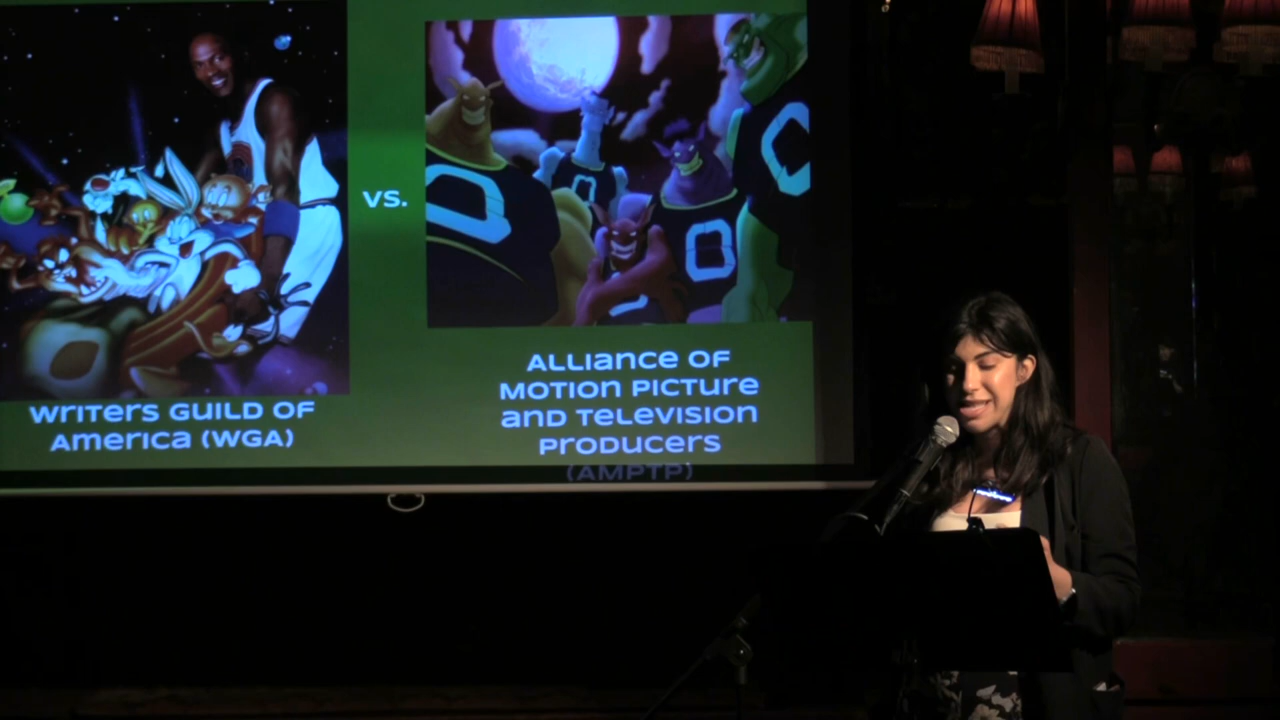 WRITERS GUILD OF
AMERICA (WGA)
VS.
ALLIANCE OF
MOTION PICTURE
AND TELEVISION
PRODUCERS
(AMPTP)